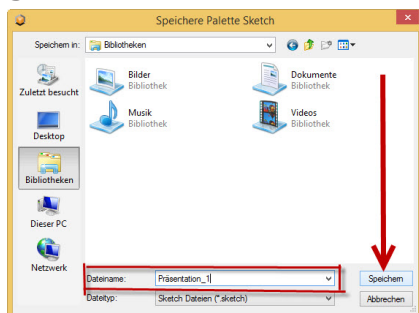 Speichere Palette Sketch
Speichern in: Bibliotheken
Zuletzt besucht
Desktop
Bibliotheken
Dieser PC
Netzwerk
Bilder
Bibliothek
Dokumente
Bibliothek
Musik
Bibliothek
Videos
Bibliothek
Dateiname: Präsentation_1 Speichern
Dateityp: Sketch Dateien (*.sketch) Abbrechen